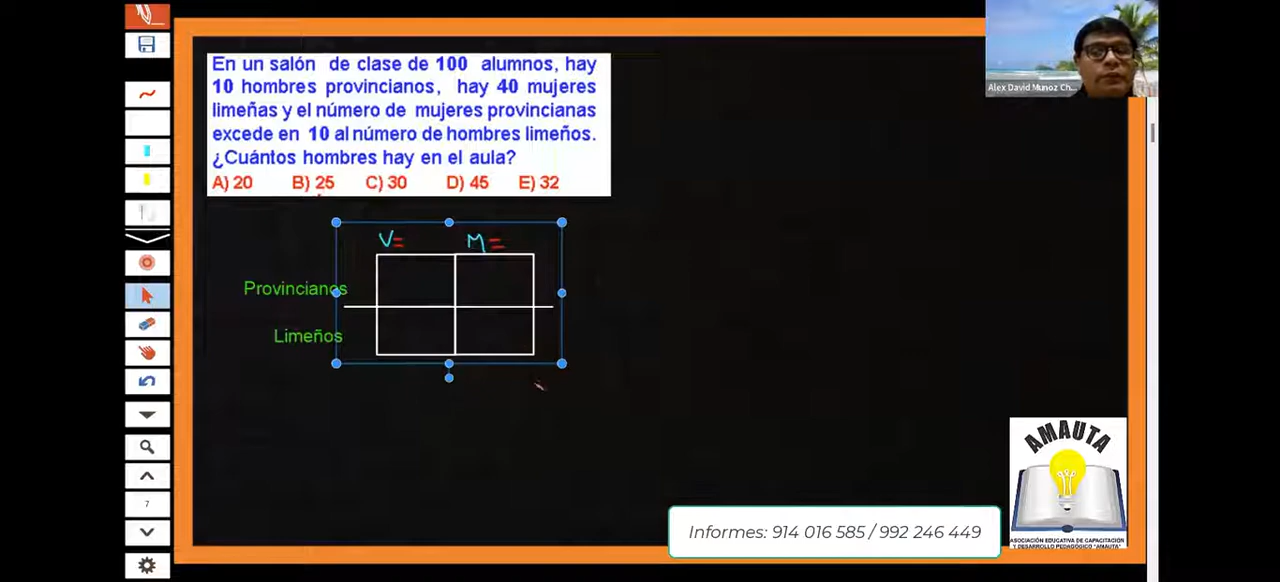 Alex David Munoz Ch...
En un salón de clase de 100 alumnos, hay
10 hombres provincianos, hay 40 mujeres
limeñas y el número de mujeres provincianas
excede en 10 al número de hombres limeños.
¿Cuántos hombres hay en el aula?
A) 20 B) 25 C) 30 D) 45 E) 32
V= M=
Provincianos
Limeños
7
AMAUTA
ASOCIACIÓN EDUCATIVA DE CAPACITACIÓN
Y DESARROLLO PEDAGÓGICO "AMAUTA"
Informes: 914 016 585 / 992 246 449